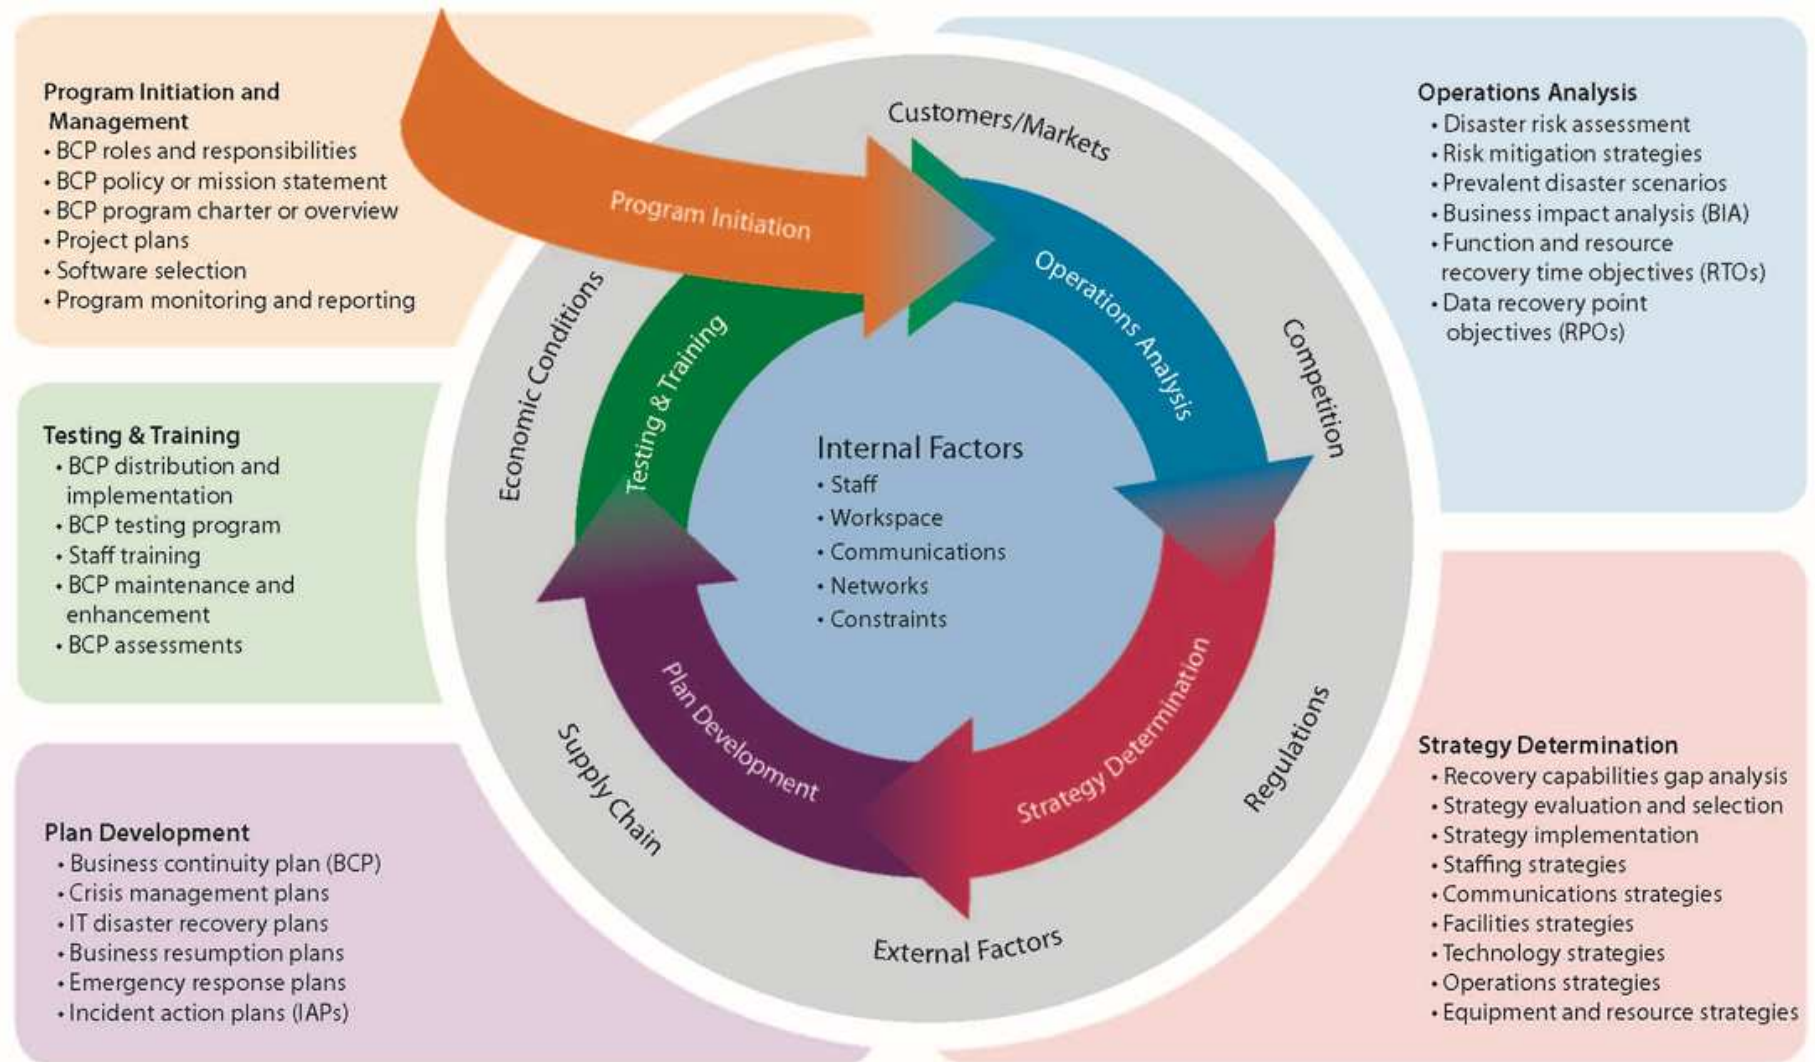 Program Initiation and
Management
• BCP roles and responsibilities
• BCP policy or mission statement
• BCP program charter or overview
• Project plans
• Software selection
• Program monitoring and reporting
Testing & Training
• BCP distribution and
implementation
• BCP testing program
• Staff training
• BCP maintenance and
enhancement
• BCP assessments
Plan Development
• Business continuity plan (BCP)
• Crisis management plans
• IT disaster recovery plans
• Business resumption plans
• Emergency response plans
• Incident action plans (IAPs)
Customers/Markets
Competition
Regulations
External Factors
Supply Chain
Economic Conditions
Program Initiation
Operations Analysis
Strategy Determination
Plan Development
Testing & Training
Internal Factors
• Staff
• Workspace
• Communications
• Networks
• Constraints
Operations Analysis
• Disaster risk assessment
• Risk mitigation strategies
• Prevalent disaster scenarios
• Business impact analysis (BIA)
• Function and resource
recovery time objectives (RTOs)
• Data recovery point
objectives (RPOs)
Strategy Determination
• Recovery capabilities gap analysis
• Strategy evaluation and selection
• Strategy implementation
• Staffing strategies
• Communications strategies
• Facilities strategies
• Technology strategies
• Operations strategies
• Equipment and resource strategies